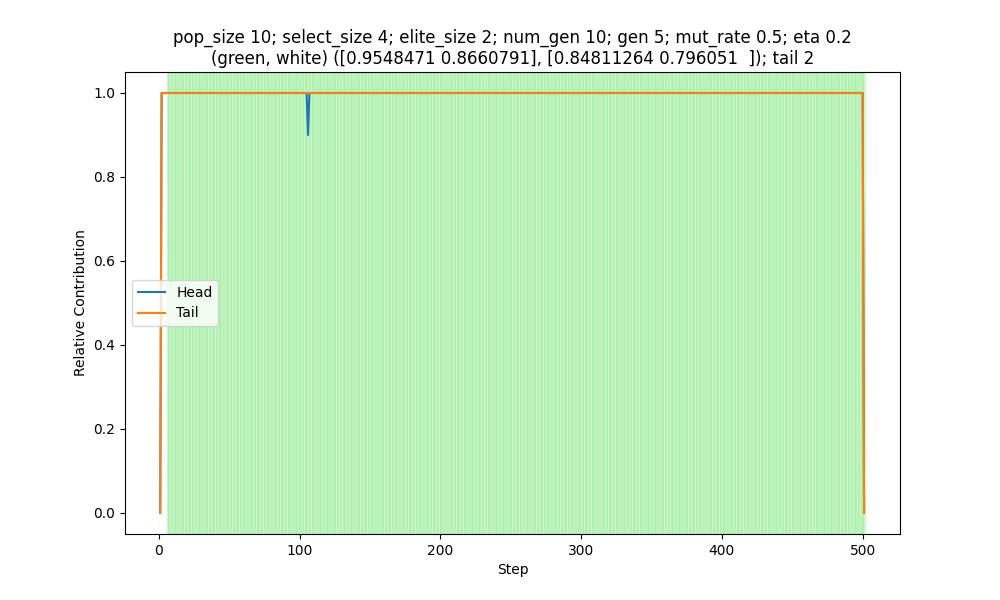 pop_size 10; select_size 4; elite_size 2; num_gen 10; gen 5; mut_rate 0.5; eta 0.2
(green, white) ([0.9548471 0.8660791], [0.84811264 0.796051  ]); tail 2
1.0
0.8
0.6
0.4
0.2
0.0
Relative Contribution
Head
Tail
0
100
200
300
400
500
Step